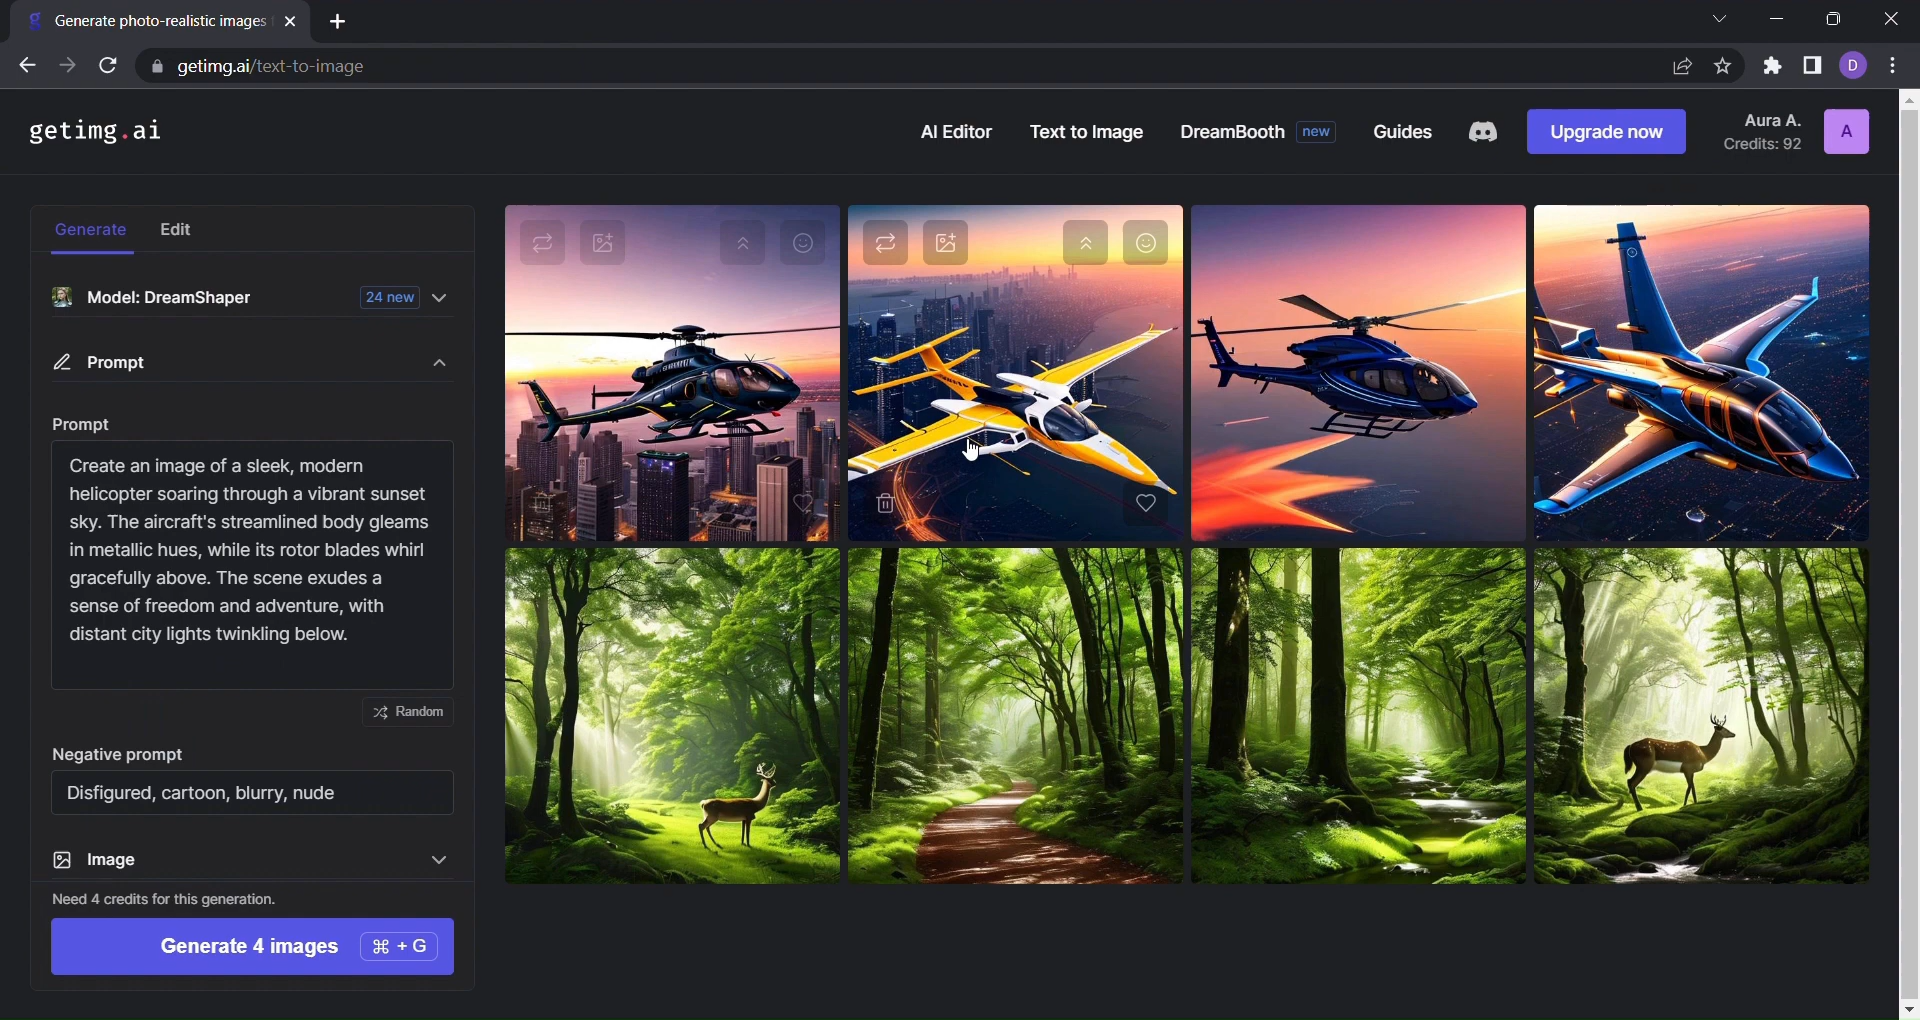 Generate photo-realistic images
getimg.ai/text-to-image
D
getimg.ai
AI Editor
Text to Image
DreamBooth new
Guides
Upgrade now
Aura A.
Credits: 92
A
Generate
Edit
Model: DreamShaper
24 new
Prompt
Prompt
Create an image of a sleek, modern
helicopter soaring through a vibrant sunset
sky. The aircraft's streamlined body gleams
in metallic hues, while its rotor blades whirl
gracefully above. The scene exudes a
sense of freedom and adventure, with
distant city lights twinkling below.
Random
Negative prompt
Disfigured, cartoon, blurry, nude
Image
Need 4 credits for this generation.
Generate 4 images
⌘ + G